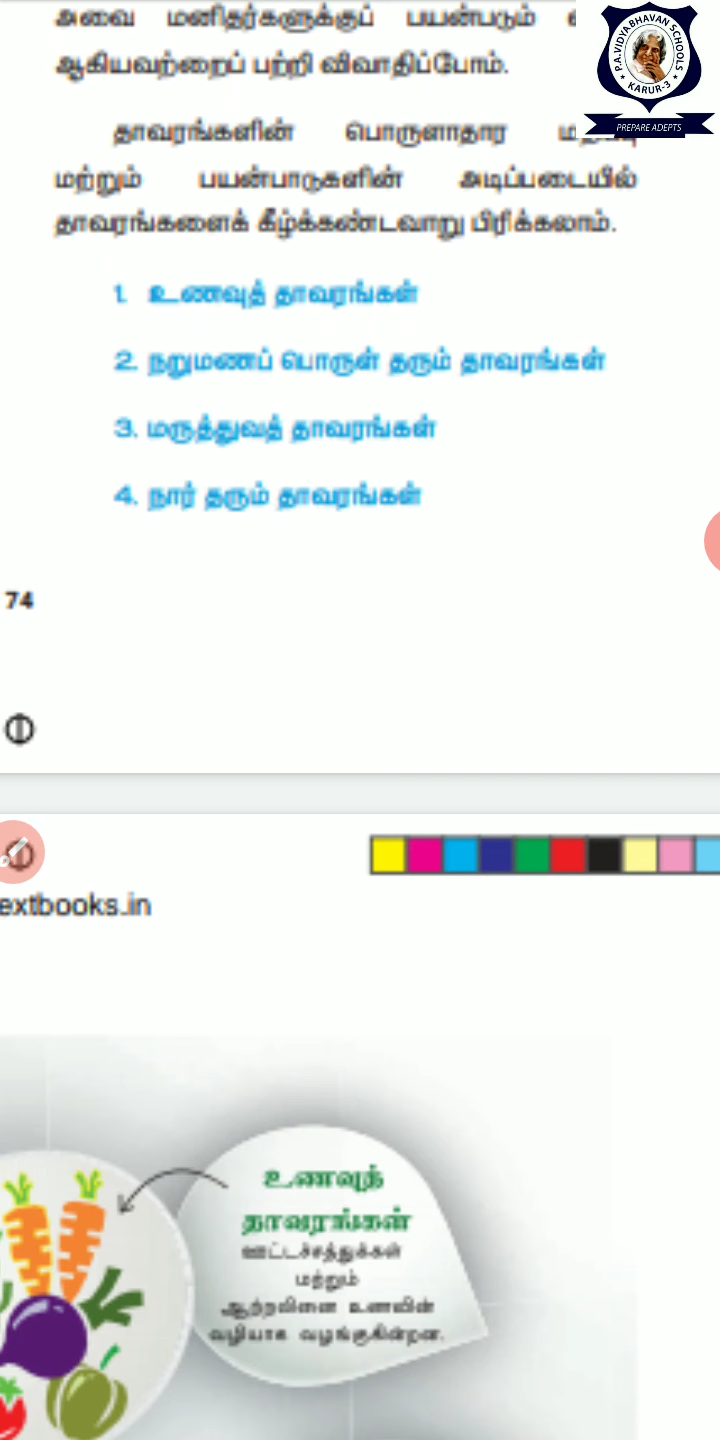 அவை மனிதர்களுக்குப் பயன்படும்
ஆகியவற்றைப் பற்றி விவாதிப்போம்.
P.A.VIDYABHAVAN SCHOOLS
KARUR-3
PREPARE ADEPTS
தாவரங்களின் பொருளாதார
மற்றும் பயன்பாடுகளின் அடிப்படையில்
தாவரங்களைக் கீழ்க்கண்டவாறு பிரிக்கலாம்.
1. உணவுத் தாவரங்கள்
2. நறுமணப் பொருள் தரும் தாவரங்கள்
3. மருத்துவத் தாவரங்கள்
4. நார் தரும் தாவரங்கள்
74
extbooks.in
உணவுத்
தாவரங்கள்
ஊட்டச்சத்துக்கள்
மற்றும்
ஆற்றலினை உணவின்
வழியாக வழங்குகின்றன.